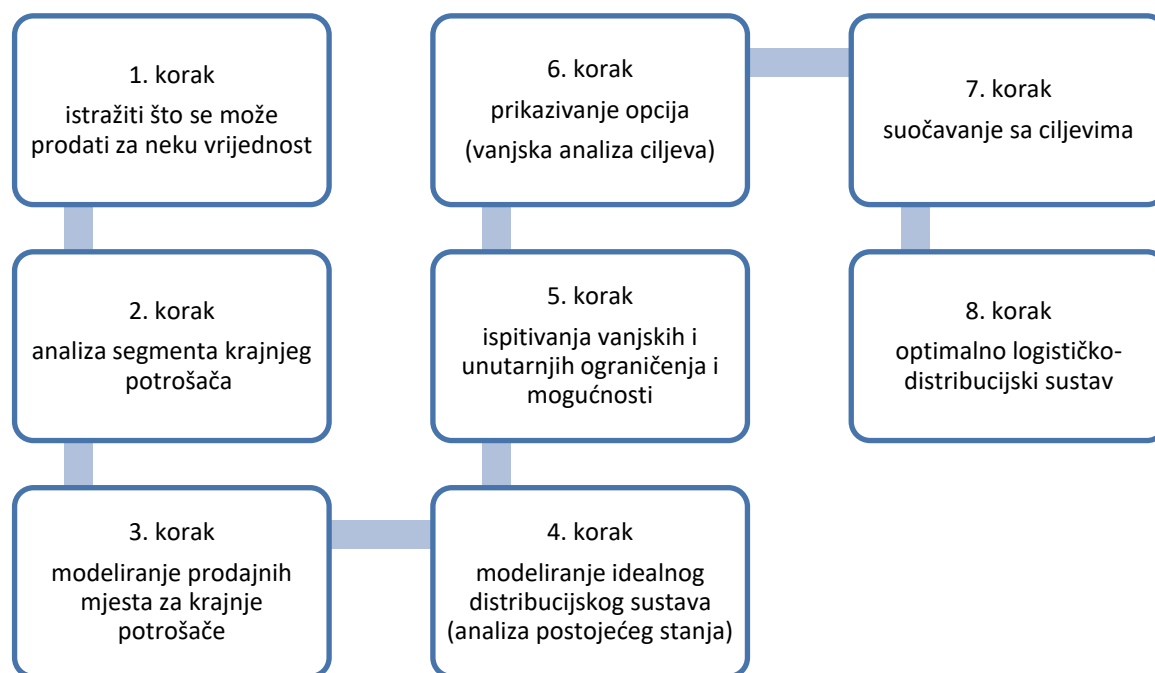 1. korak
istražiti što se može
prodati za neku vrijednost
2. korak
analiza segmenta krajnjeg
potrošača
3. korak
modeliranje prodajnih
mjesta za krajnje
potrošače
4. korak
modeliranje idealnog
distribucijskog sustava
(analiza postojećeg stanja)
5. korak
ispitivanja vanjskih i
unutarnjih ograničenja i
mogućnosti
6. korak
prikazivanje opcija
(vanjska analiza ciljeva)
7. korak
suočavanje sa ciljevima
8. korak
optimalno logističko-
distribucijski sustav